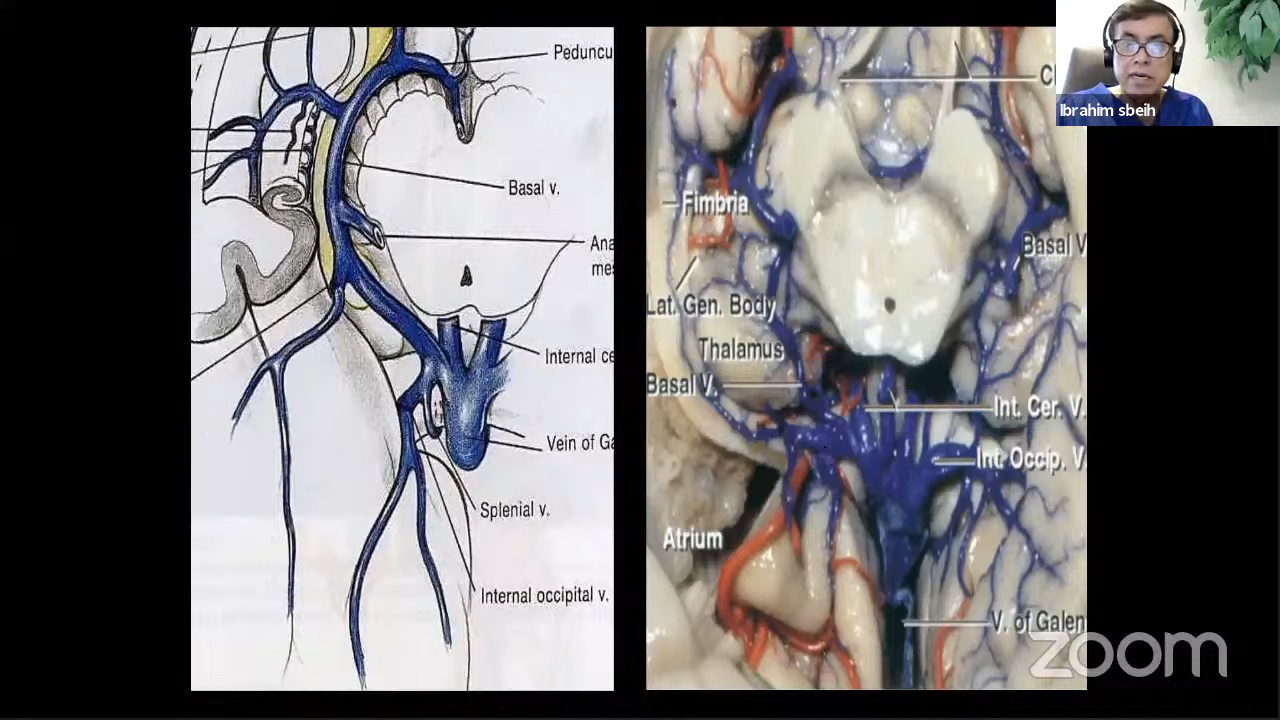 Peduncu
Basal v.
Ana
mes
Internal ce
Vein of Ga
Splenial v.
Internal occipital v.
Cl
Fimbria
Basal V
Lat. Gen. Body
Thalamus
Basal V.
Int. Cer. V.
Int. Occip. V.
Atrium
V. of Galen
Ibrahim sbeih
zoom